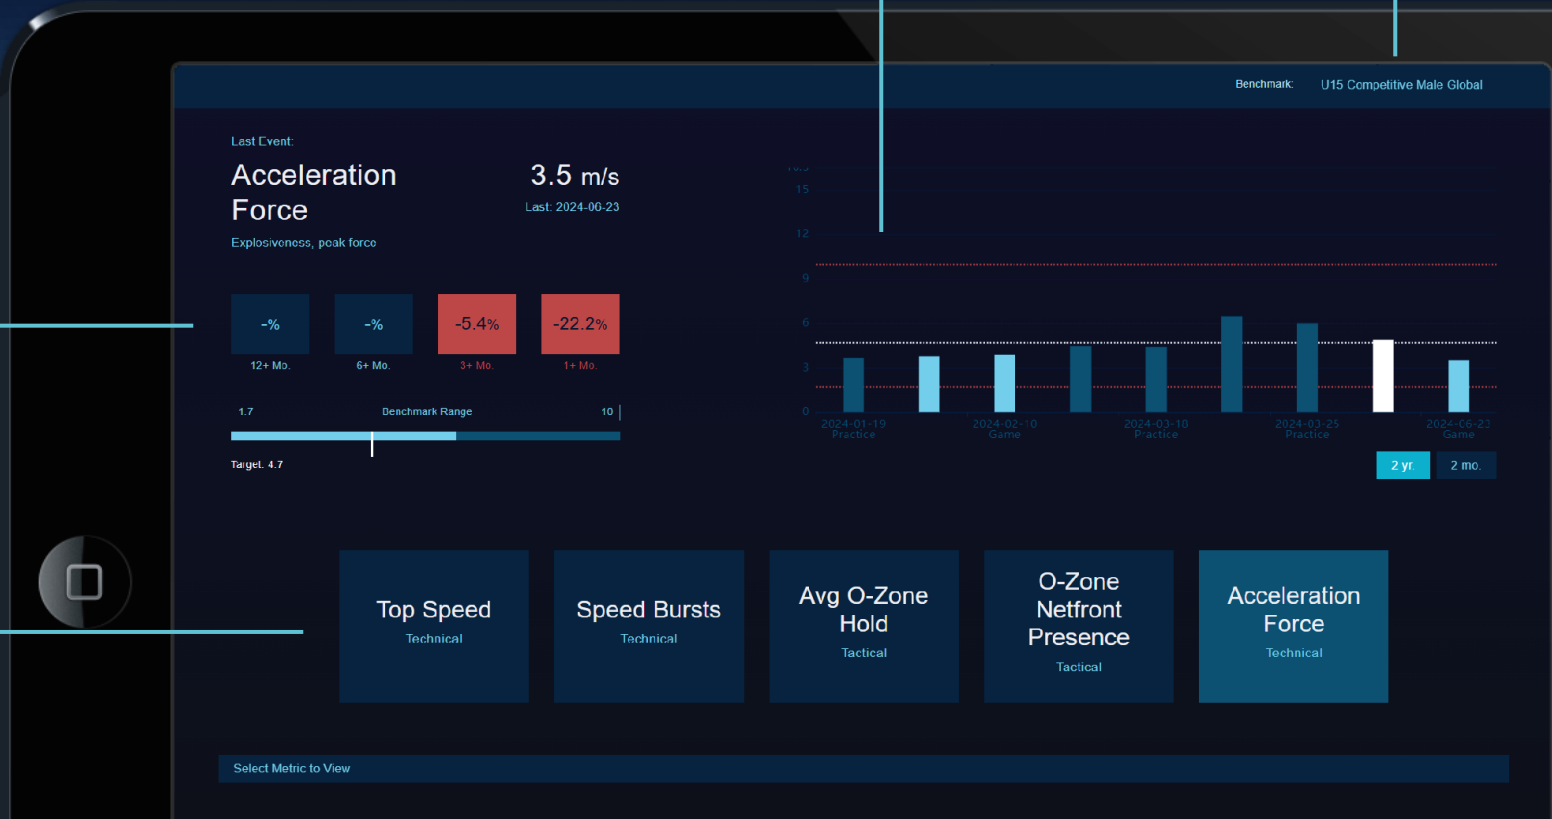 Benchmark: U15 Competitive Male Global
Last Event:
Acceleration
Force
3.5 m/s
Last: 2024-06-23
Explosiveness, peak force
-% -% -5.4% -22.2%
12+ Mo. 6+ Mo. 3+ Mo. 1+ Mo.
1.7 Benchmark Range 10
Target: 4.7
15
12
9
6
3
0
2024-01-19
Practice
2024-02-10
Game
2024-03-18
Practice
2024-03-25
Practice
2024-06-23
Game
2 yr. 2 mo.
Top Speed
Technical
Speed Bursts
Technical
Avg O-Zone
Hold
Tactical
O-Zone
Netfront
Presence
Tactical
Acceleration
Force
Technical
Select Metric to View